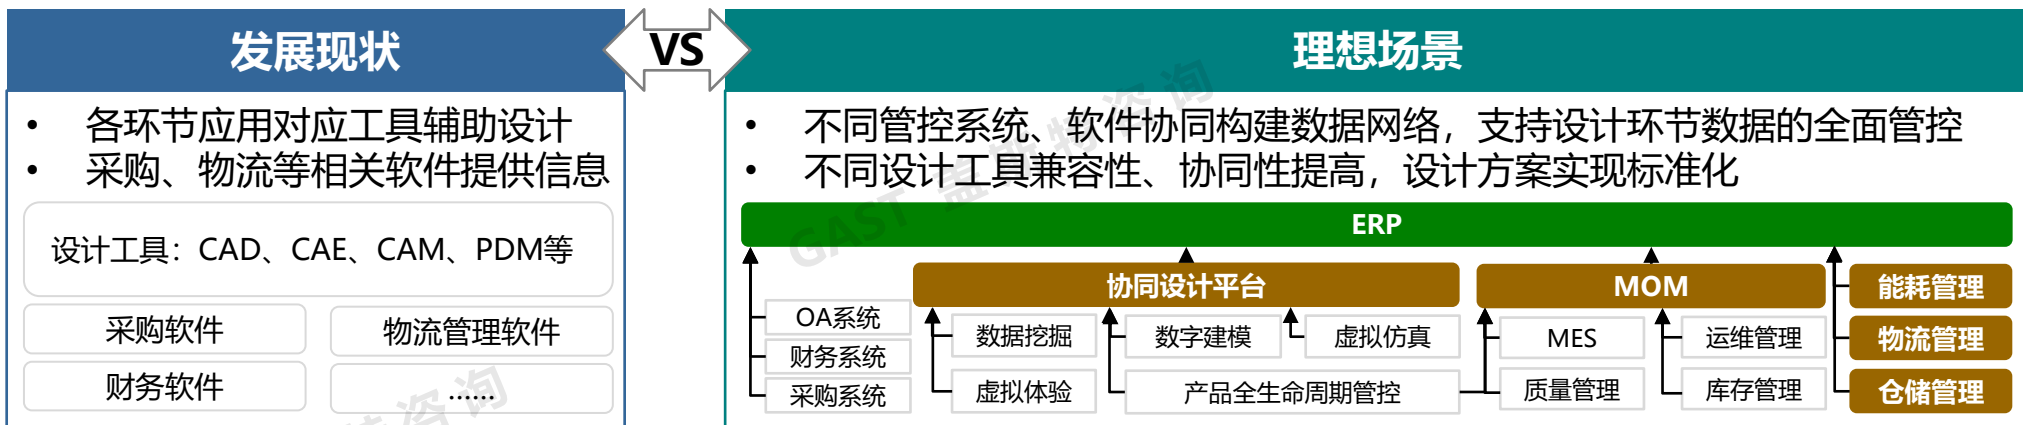 发展现状
VS
理想场景
• 各环节应用对应工具辅助设计
• 采购、物流等相关软件提供信息
设计工具：CAD、CAE、CAM、PDM等
采购软件
物流管理软件
财务软件
......
• 不同管控系统、软件协同构建数据网络，支持设计环节数据的全面管控
• 不同设计工具兼容性、协同性提高，设计方案实现标准化
ERP
OA系统
财务系统
采购系统
协同设计平台
数据挖掘
数字建模
虚拟仿真
虚拟体验
产品全生命周期管控
MOM
MES
运维管理
质量管理
库存管理
能耗管理
物流管理
仓储管理
GAST 盖斯特咨询
咨询